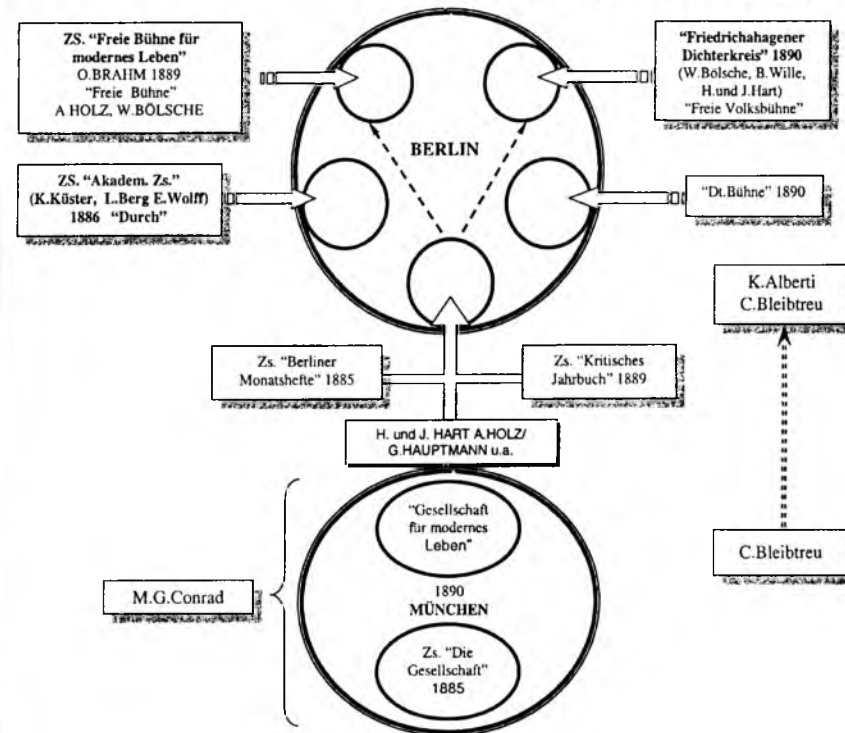 ZS. "Freie Bühne für
modernes Leben"
O.BRAHM 1889
"Freie Bühne"
A.HOLZ, W.BÖLSCHE
"Friedrichahagener
Dichterkreis" 1890
(W.Bölsche, B.Wille,
H.und J.Hart)
"Freie Volksbühne"
BERLIN
ZS. "Akadem. Zs."
(K.Küster, L.Berg E.Wolff)
1886 "Durch"
"Dt.Bühne" 1890
K.Alberti
C.Bleibtreu
Zs. "Berliner
Monatshefte" 1885
Zs. "Kritisches
Jahrbuch" 1889
H. und J. HART A.HOLZ/
G.HAUPTMANN u.a.
"Gesellschaft
für modernes
Leben"
C.Bleibtreu
M.G.Conrad
1890
MÜNCHEN
Zs. "Die
Gesellschaft"
1885